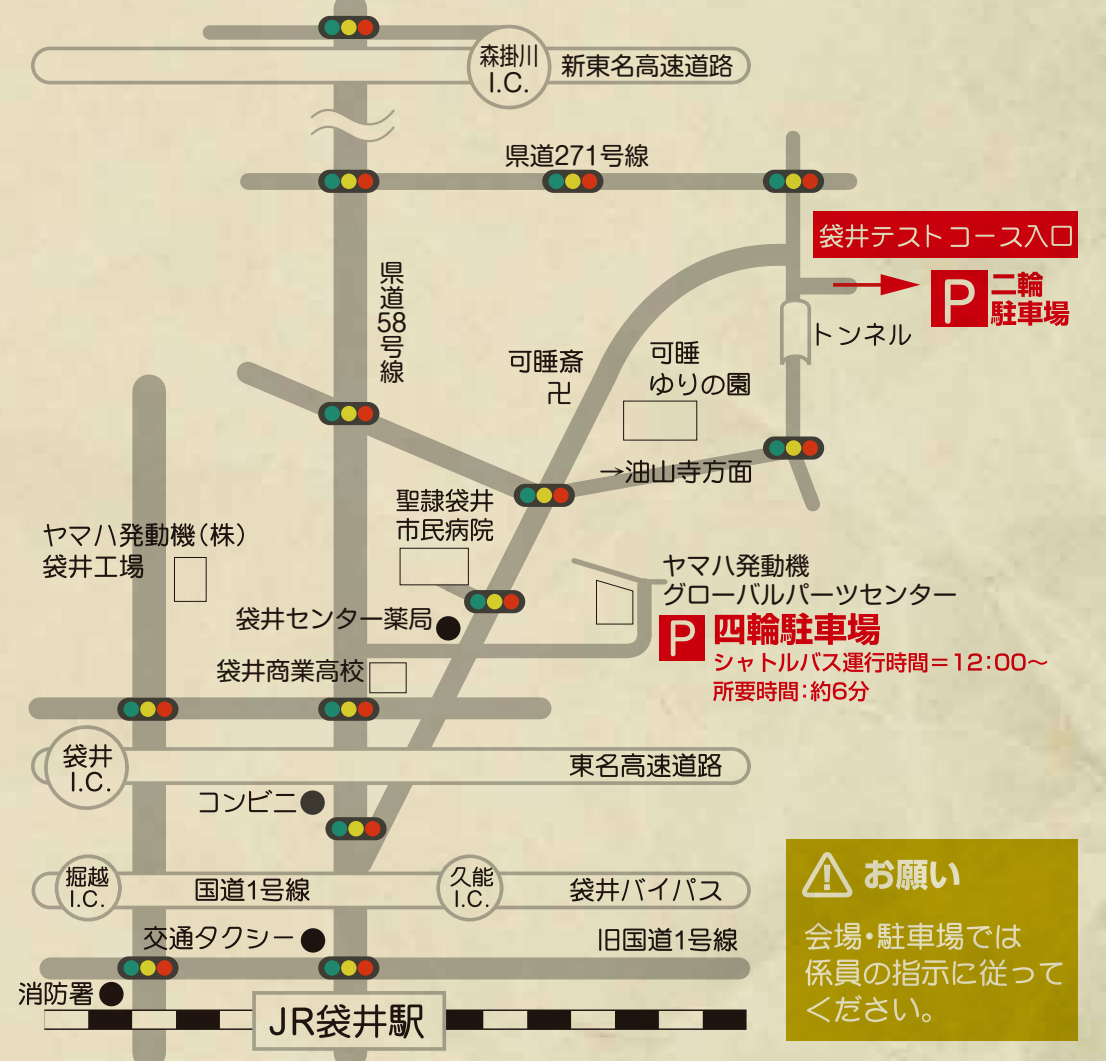 森掛川
I.C.
新東名高速道路
県道271号線
袋井テストコース入口
P
二輪
駐車場
県道58号線
トンネル
可睡斎
卍
可睡
ゆりの園
→油山寺方面
聖隷袋井
市民病院
ヤマハ発動機(株)
袋井工場
ヤマハ発動機
グローバルパーツセンター
袋井センター薬局
P
四輪駐車場
シャトルバス運行時間=12:00～
所要時間:約6分
袋井商業高校
袋井
I.C.
東名高速道路
コンビニ
堀越
I.C.
国道1号線
久能
I.C.
袋井バイパス
お願い
会場・駐車場では
係員の指示に従って
ください。
交通タクシー
旧国道1号線
消防署
JR袋井駅